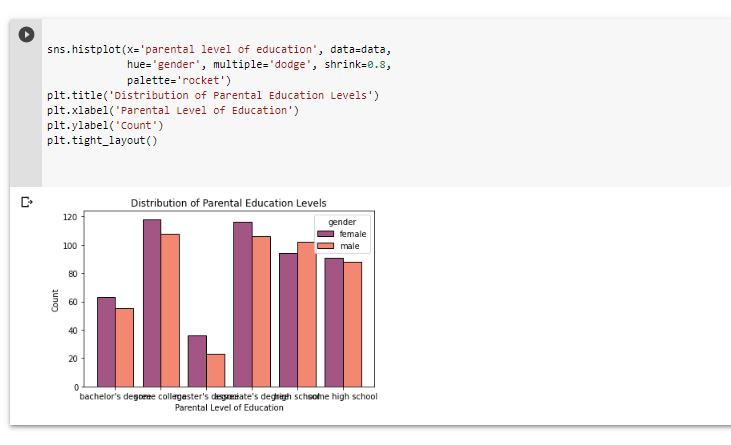 sns.histplot(x='parental level of education', data=data,
hue='gender', multiple='dodge', shrink=0.8,
palette='rocket')
plt.title('Distribution of Parental Education Levels')
plt.xlabel('Parental Level of Education')
plt.ylabel('Count')
plt.tight_layout()
Distribution of Parental Education Levels
gender
female
male
120
100
80
60
40
20
0
Count
bachelor's degree some college master's degree associate's degree high school some high school
Parental Level of Education